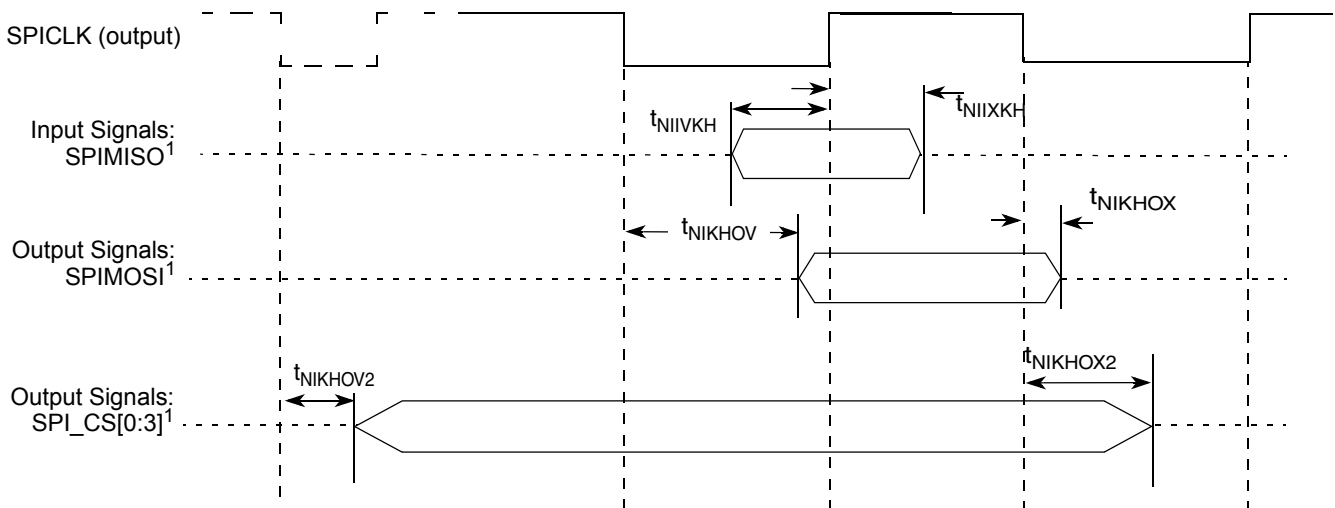 SPICLK (output)
Input Signals:
SPIMISO¹
tNIIVKH
tNIIXKH
Output Signals:
SPIMOSI¹
tNIKHOV
tNIKHOX
Output Signals:
SPI_CS[0:3]¹
tNIKHOV2
tNIKHOX2